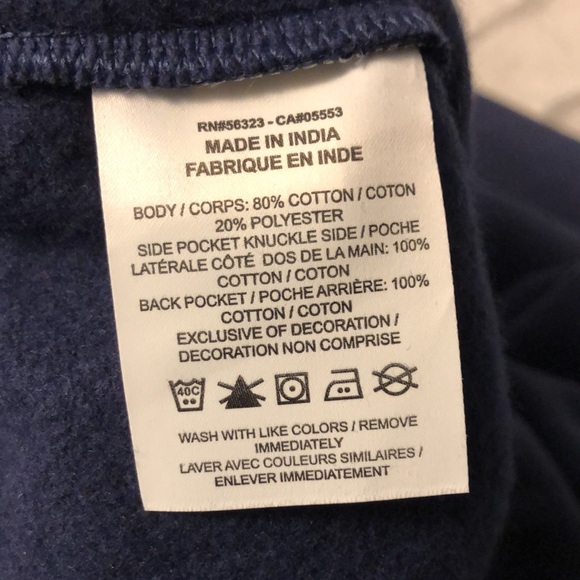 RN#56323 - CA#05553
MADE IN INDIA
FABRIQUE EN INDE
BODY / CORPS: 80% COTTON / COTON
20% POLYESTER
SIDE POCKET KNUCKLE SIDE / POCHE
LATÉRALE CÔTÉ DOS DE LA MAIN: 100%
COTTON / COTON
BACK POCKET / POCHE ARRIÈRE: 100%
COTTON / COTON
EXCLUSIVE OF DECORATION /
DECORATION NON COMPRISE
40C
WASH WITH LIKE COLORS / REMOVE
IMMEDIATELY
LAVER AVEC COULEURS SIMILAIRES /
ENLEVER IMMEDIATEMENT